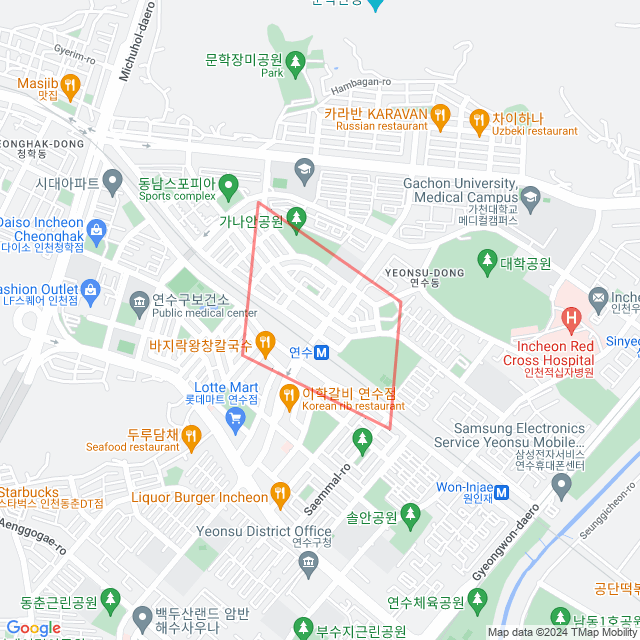 Gyerim-ro
Michuhol-daero
문학장미공원
Park
Hambagan-ro
Masjib
맛집
카라반 KARAVAN
Russian restaurant
차이하나
Uzbeki restaurant
EONGHAK-DONG
청학동
시대아파트
동남스포피아
Sports complex
Gachon University,
Medical Campus
가천대학교
메디컬캠퍼스
가나안공원
Daiso Incheon
Cheonghak
다이소 인천청학점
YEONSU-DONG
연수동
대학공원
ashion Outlet
LF스퀘어 인천점
연수구보건소
Public medical center
Inche
인천우
바지락왕창칼국수
연수
Incheon Red
Cross Hospital
인천적십자병원
Sinye
Lotte Mart
롯데마트 연수점
이학갈비 연수점
Korean rib restaurant
두루담채
Seafood restaurant
Samsung Electronics
Service Yeonsu Mobile...
삼성전자서비스
연수휴대폰센터
Saemmal-ro
Won-Injae
원인재
Starbucks
스타벅스 인천동춘DT점
Liquor Burger Incheon
Aenggogae-ro
솔안공원
Seunggicheon-ro
Yeonsu District Office
연수구청
Gyeongwon-daero
공단떡볶
동춘근린공원
백두산랜드 암반
해수사우나
연수체육공원
남동1호공원
부수지근린공원
Google
Map data ©2024 TMap Mobility